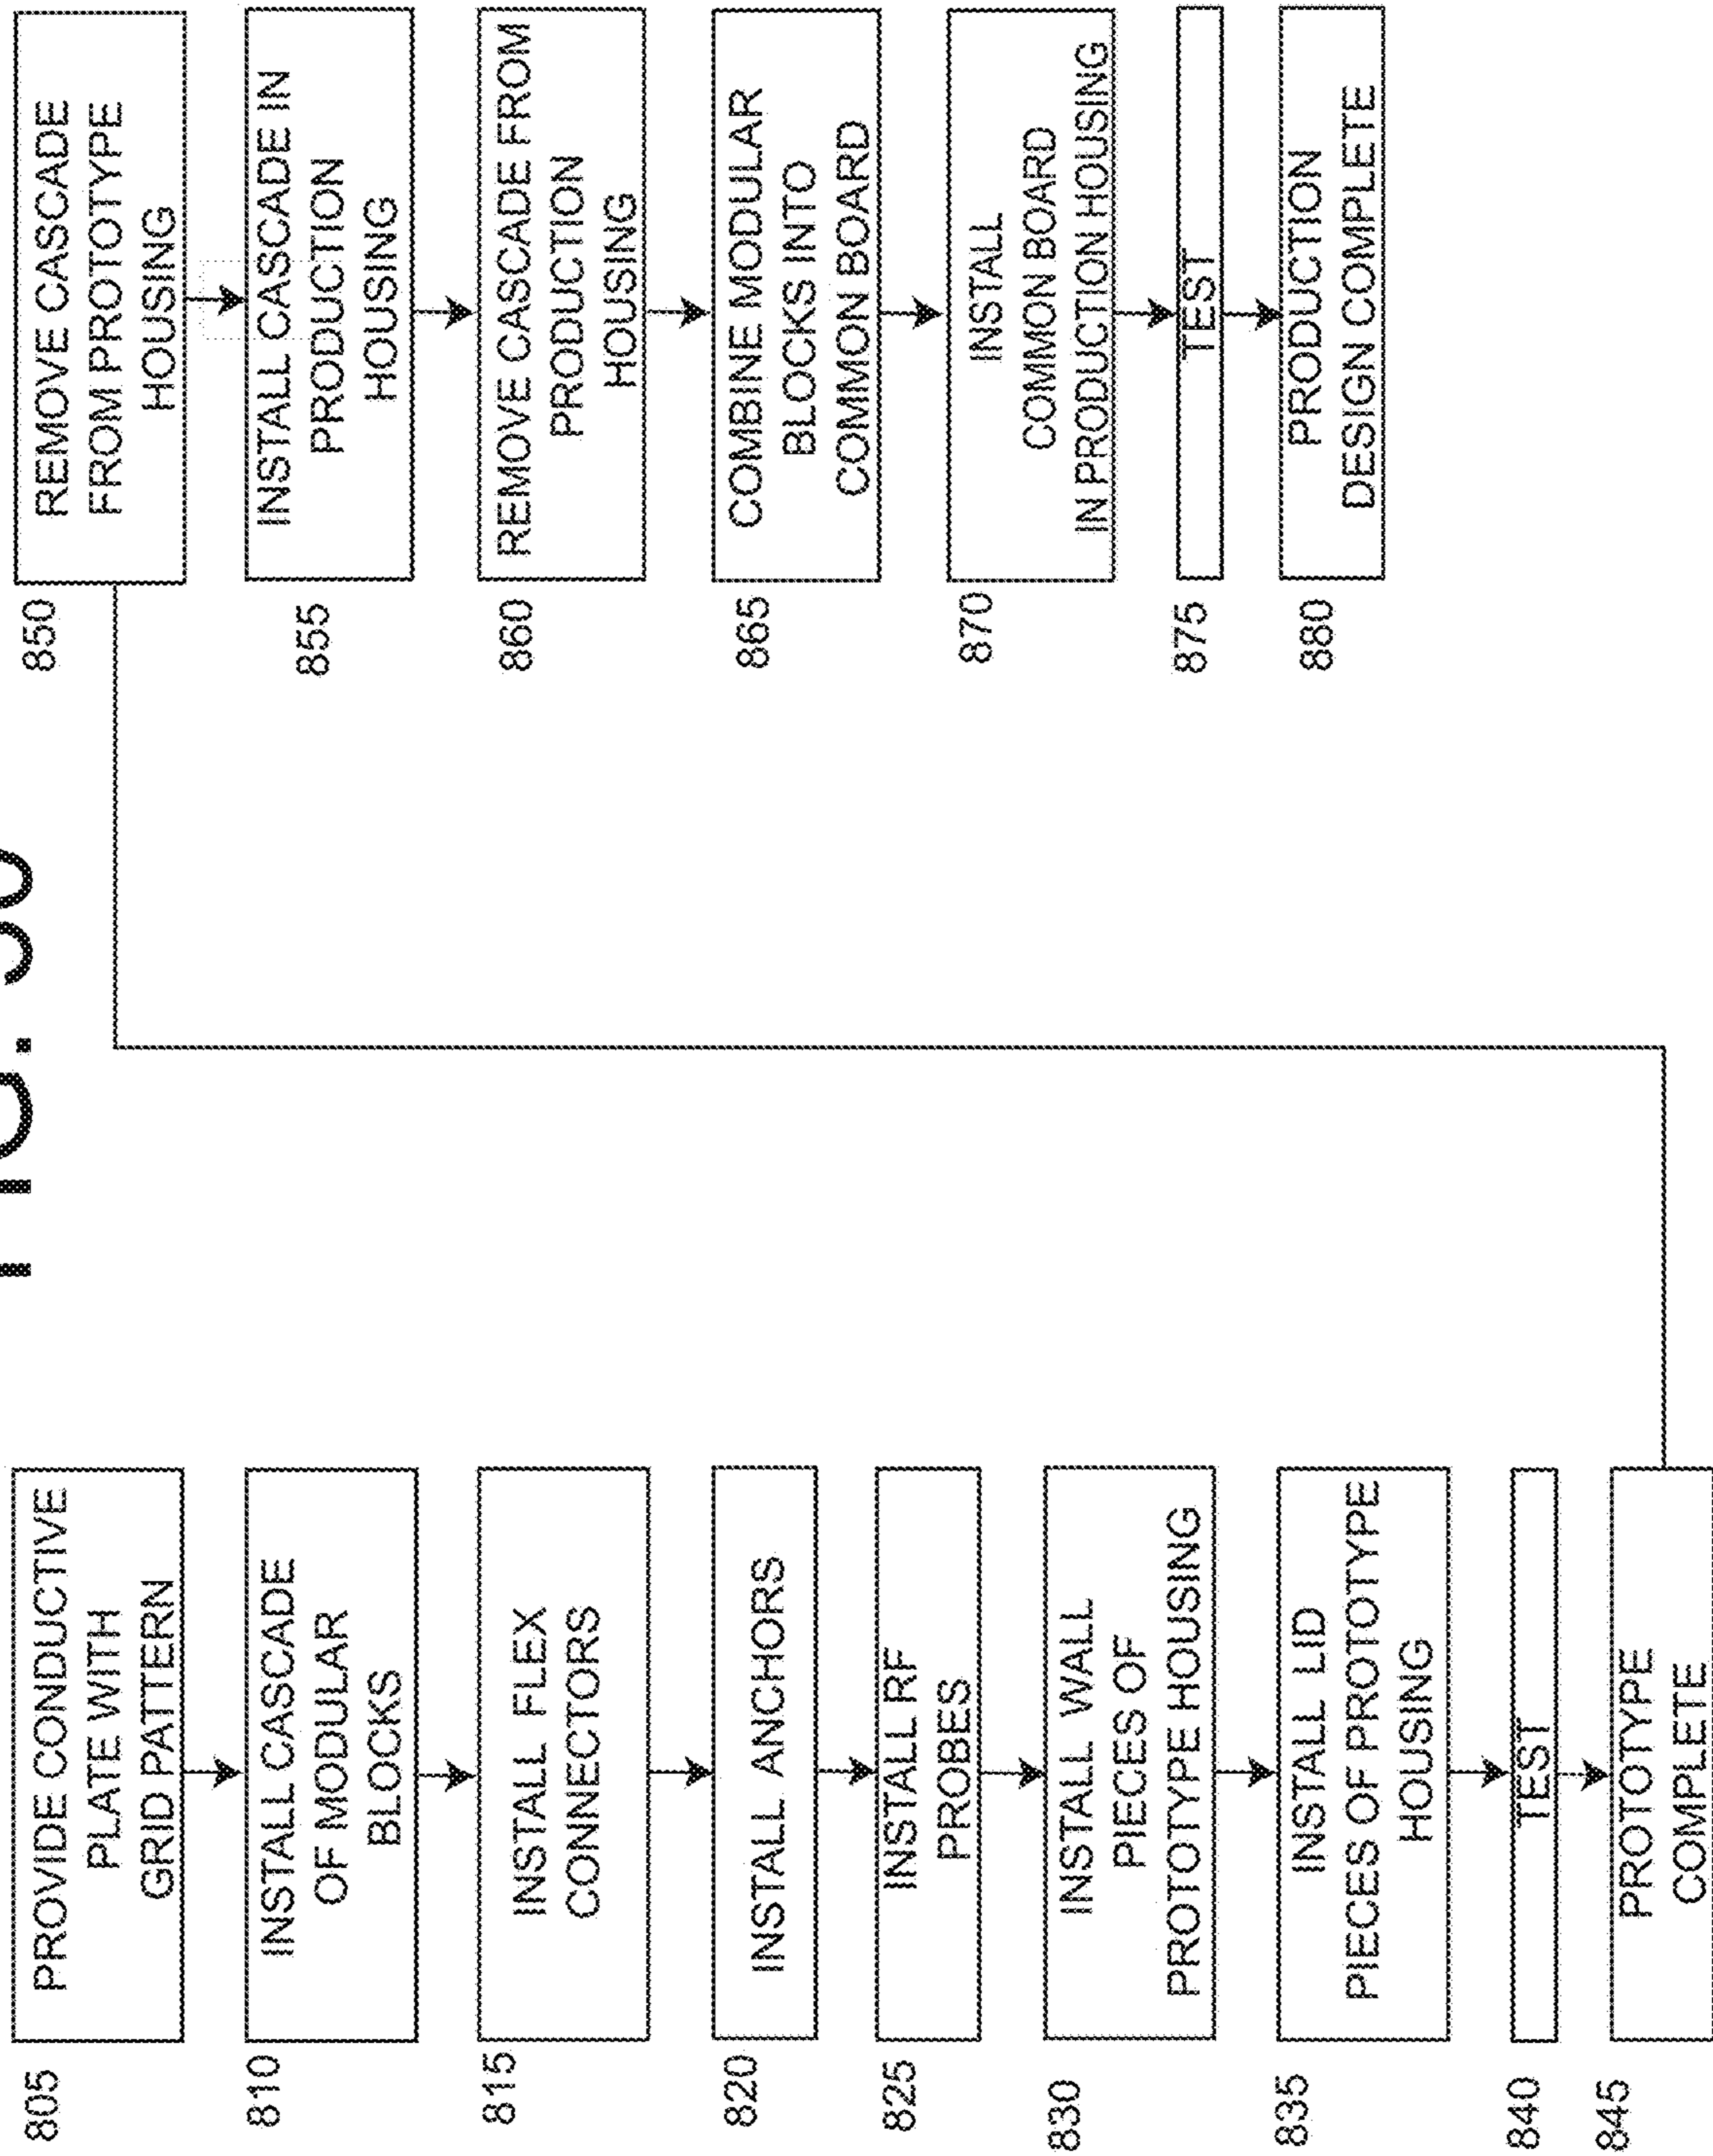 FIG.
805
PROVIDE CONDUCTIVE
PLATE WITH
GRID PATTERN
810
INSTALL CASCADE
OF MODULAR
BLOCKS
815
INSTALL FLEX
CONNECTORS
820
INSTALL ANCHORS
825
INSTALL RF
PROBES
830
INSTALL WALL
PIECES OF
PROTOTYPE HOUSING
835
INSTALL LID
PIECES OF PROTOTYPE
HOUSING
840
TEST
845
PROTOTYPE
COMPLETE
850
REMOVE CASCADE
FROM PROTOTYPE
HOUSING
855
INSTALL CASCADE IN
PRODUCTION
HOUSING
860
REMOVE CASCADE FROM
PRODUCTION
HOUSING
865
COMBINE MODULAR
BLOCKS INTO
COMMON BOARD
870
INSTALL
COMMON BOARD
IN PRODUCTION HOUSING
875
TEST
880
PRODUCTION
DESIGN COMPLETE